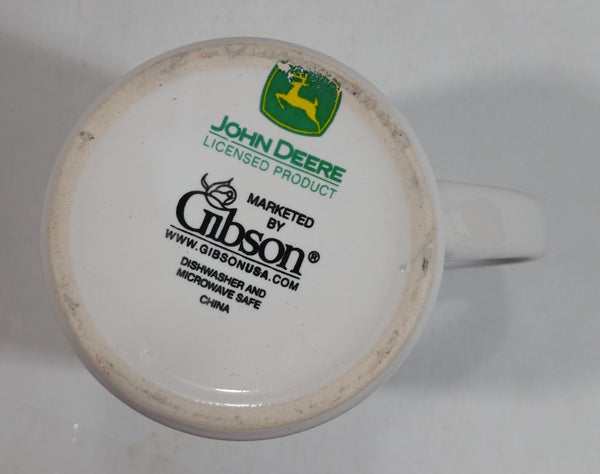 JOHN DEERE
LICENSED PRODUCT
MARKETED
BY
Gibson®
WWW.GIBSONUSA.COM
DISHWASHER AND
MICROWAVE SAFE
CHINA